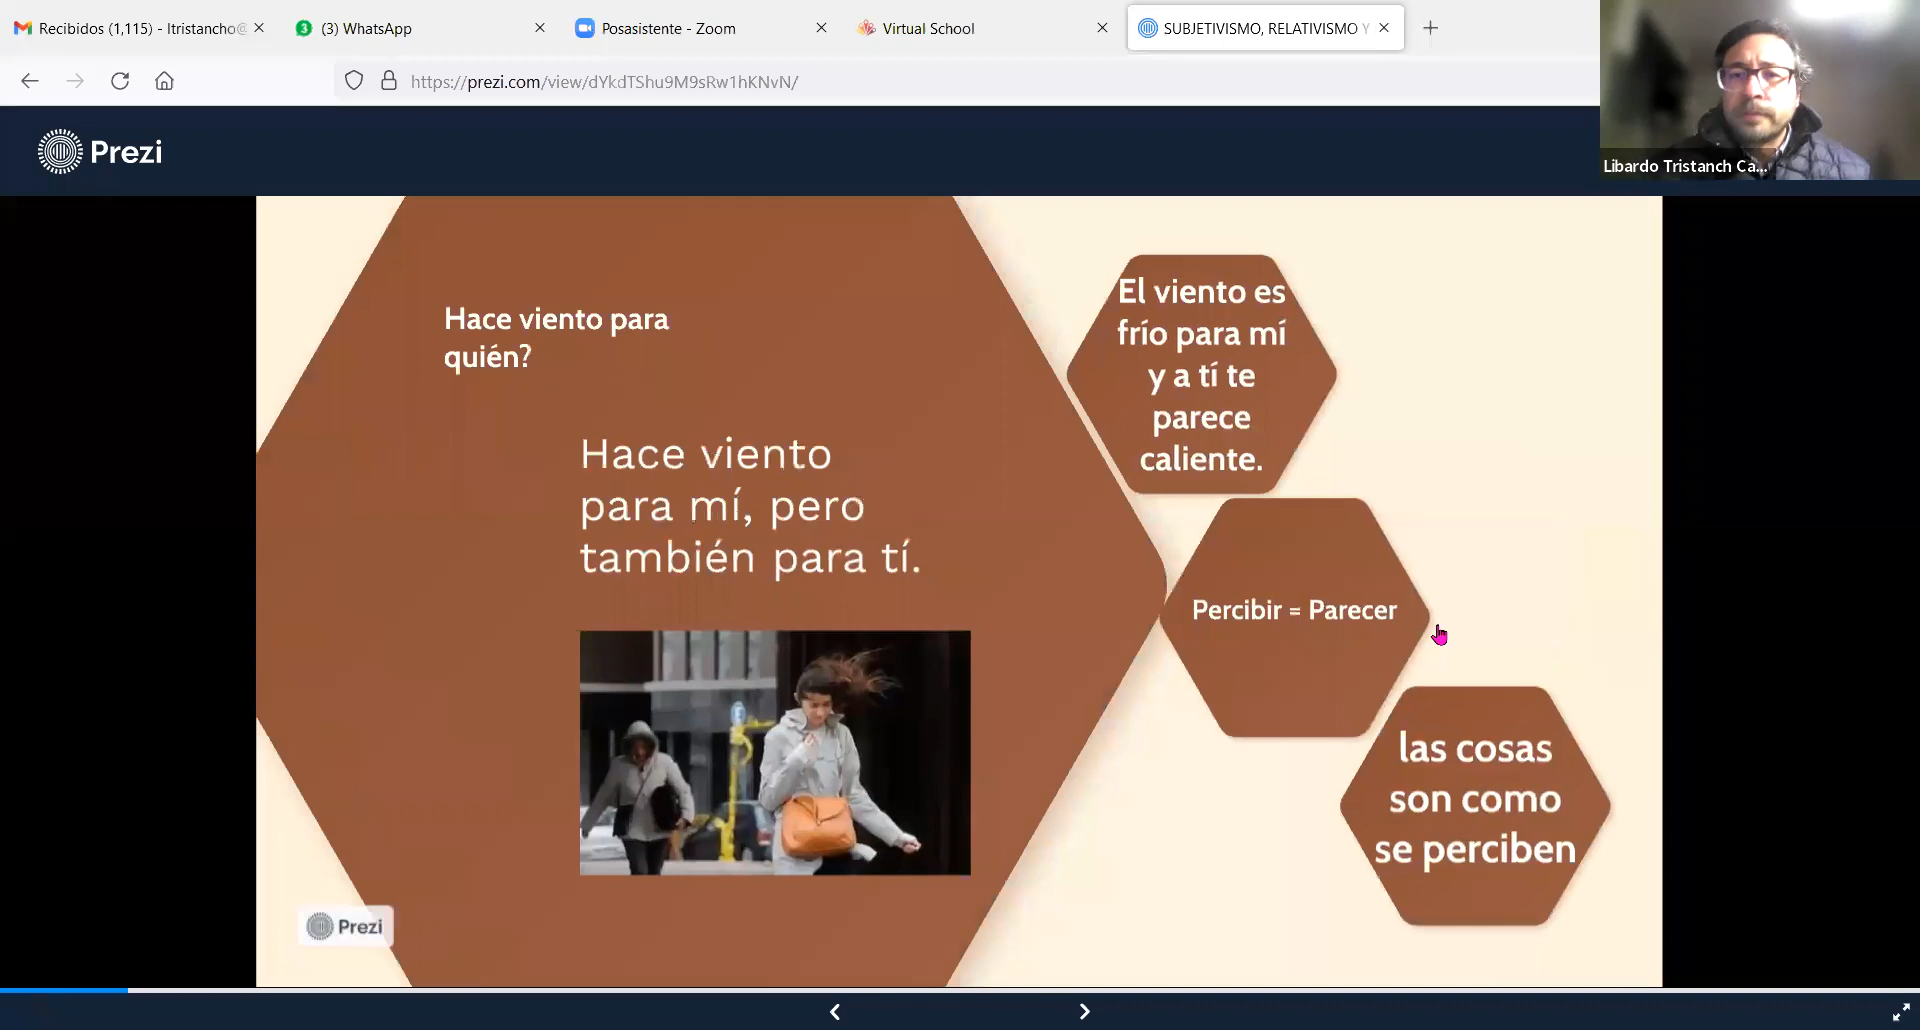 Recibidos (1,115) - ltristancho@
(3) WhatsApp
Posasistente - Zoom
Virtual School
SUBJETIVISMO, RELATIVISMO Y
https://prezi.com/view/dYkdTShu9M9sRw1hKNvN/
Prezi
Libardo Tristanch Ca...
Hace viento para
quién?
Hace viento
para mí, pero
también para tí.
El viento es
frío para mí
y a tí te
parece
caliente.
Percibir = Parecer
las cosas
son como
se perciben
Prezi